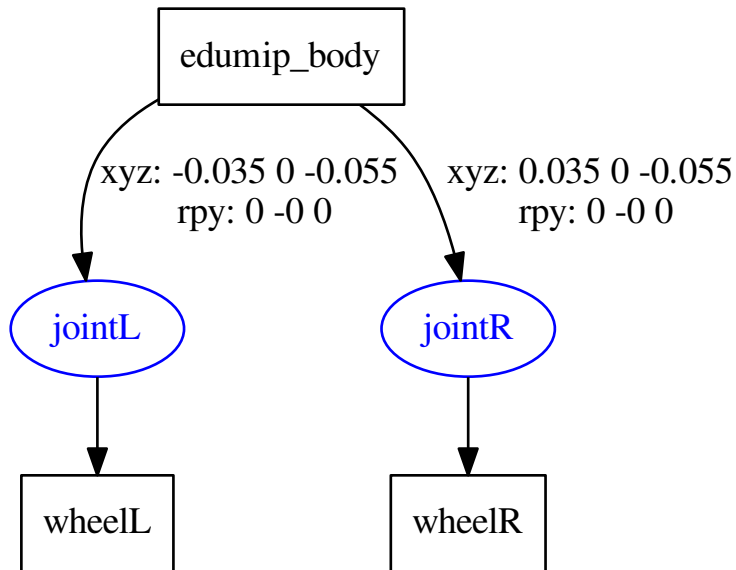 edumip_body
xyz: -0.035 0 -0.055
rpy: 0 -0 0
xyz: 0.035 0 -0.055
rpy: 0 -0 0
jointL
jointR
wheelL
wheelR